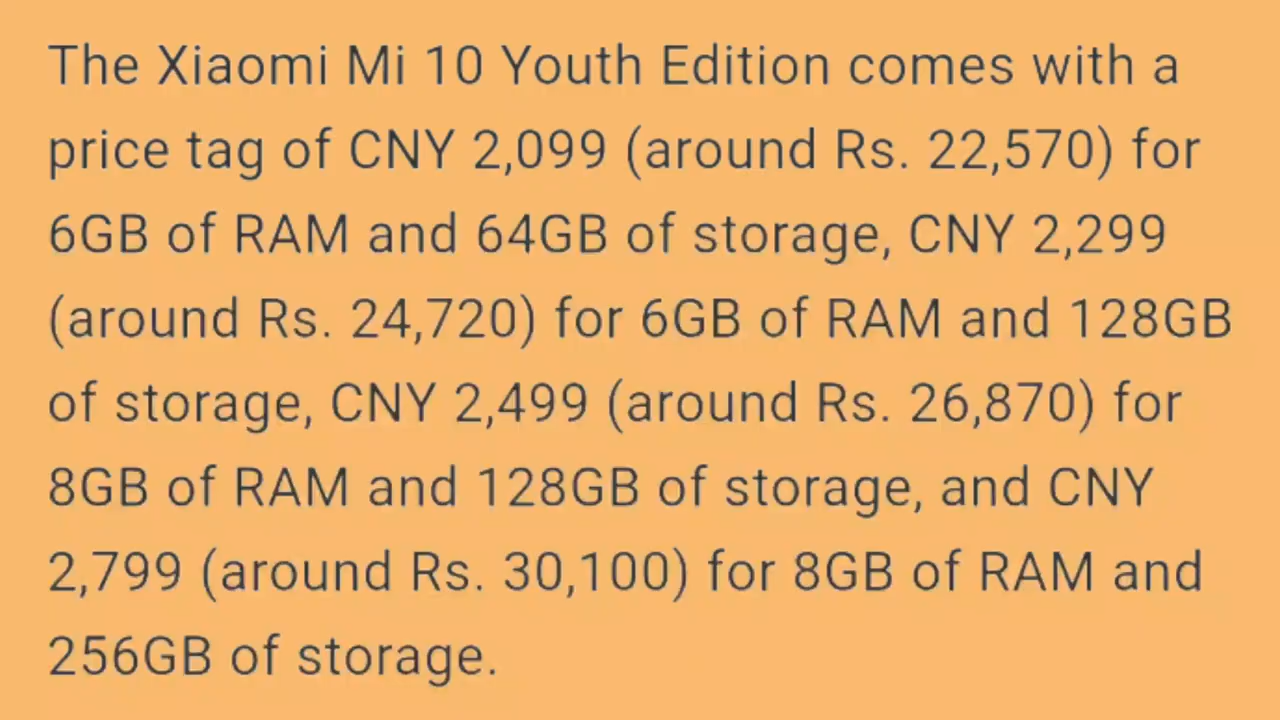 The Xiaomi Mi 10 Youth Edition comes with a
price tag of CNY 2,099 (around Rs. 22,570) for
6GB of RAM and 64GB of storage, CNY 2,299
(around Rs. 24,720) for 6GB of RAM and 128GB
of storage, CNY 2,499 (around Rs. 26,870) for
8GB of RAM and 128GB of storage, and CNY
2,799 (around Rs. 30,100) for 8GB of RAM and
256GB of storage.